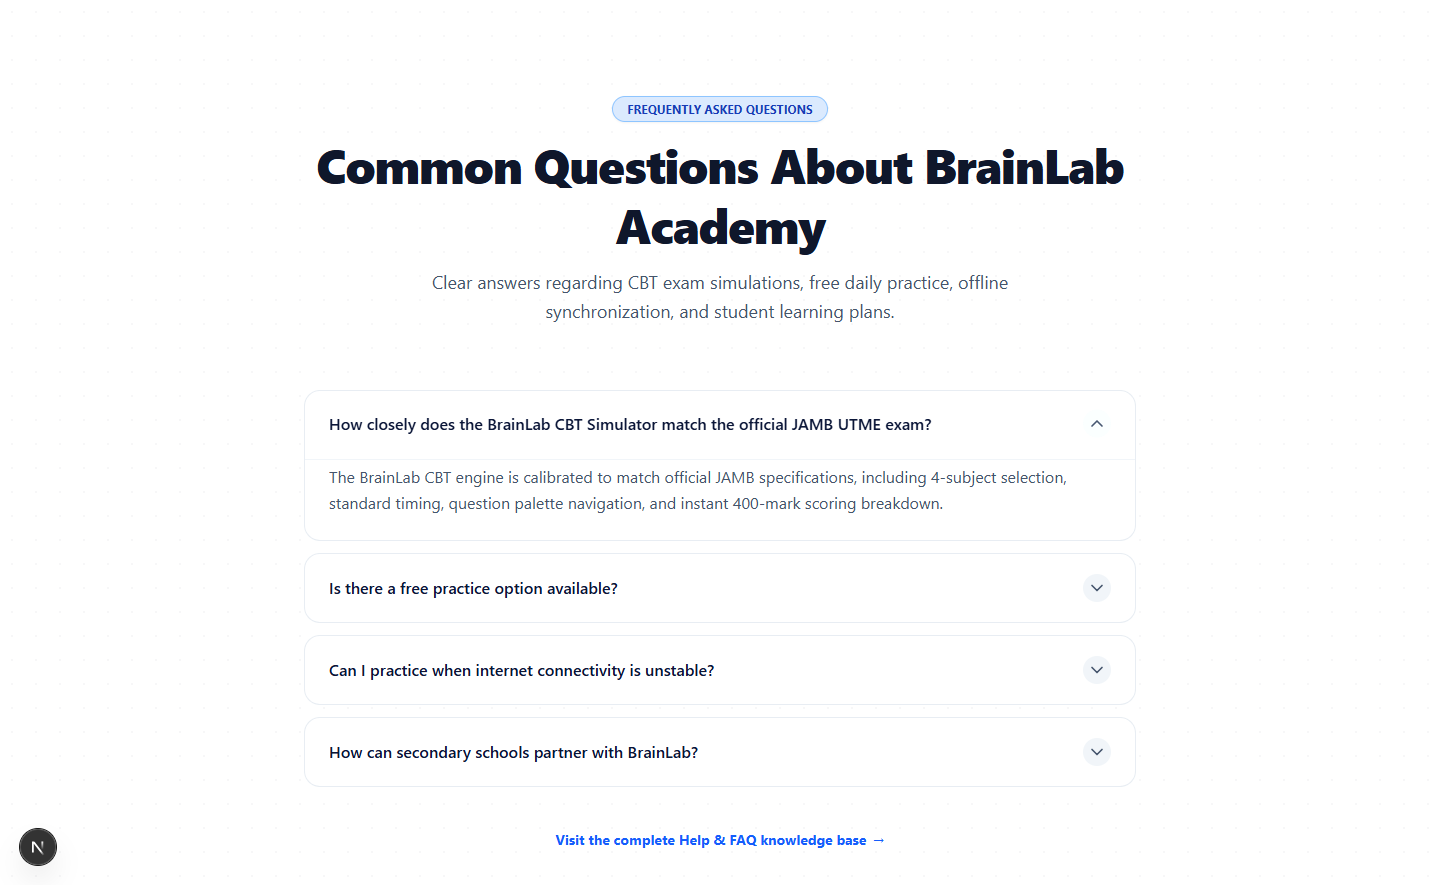 FREQUENTLY ASKED QUESTIONS
Common Questions About BrainLab
Academy
Clear answers regarding CBT exam simulations, free daily practice, offline
synchronization, and student learning plans.
How closely does the BrainLab CBT Simulator match the official JAMB UTME exam?
The BrainLab CBT engine is calibrated to match official JAMB specifications, including 4-subject selection,
standard timing, question palette navigation, and instant 400-mark scoring breakdown.
Is there a free practice option available?
Can I practice when internet connectivity is unstable?
How can secondary schools partner with BrainLab?
Visit the complete Help & FAQ knowledge base →
N